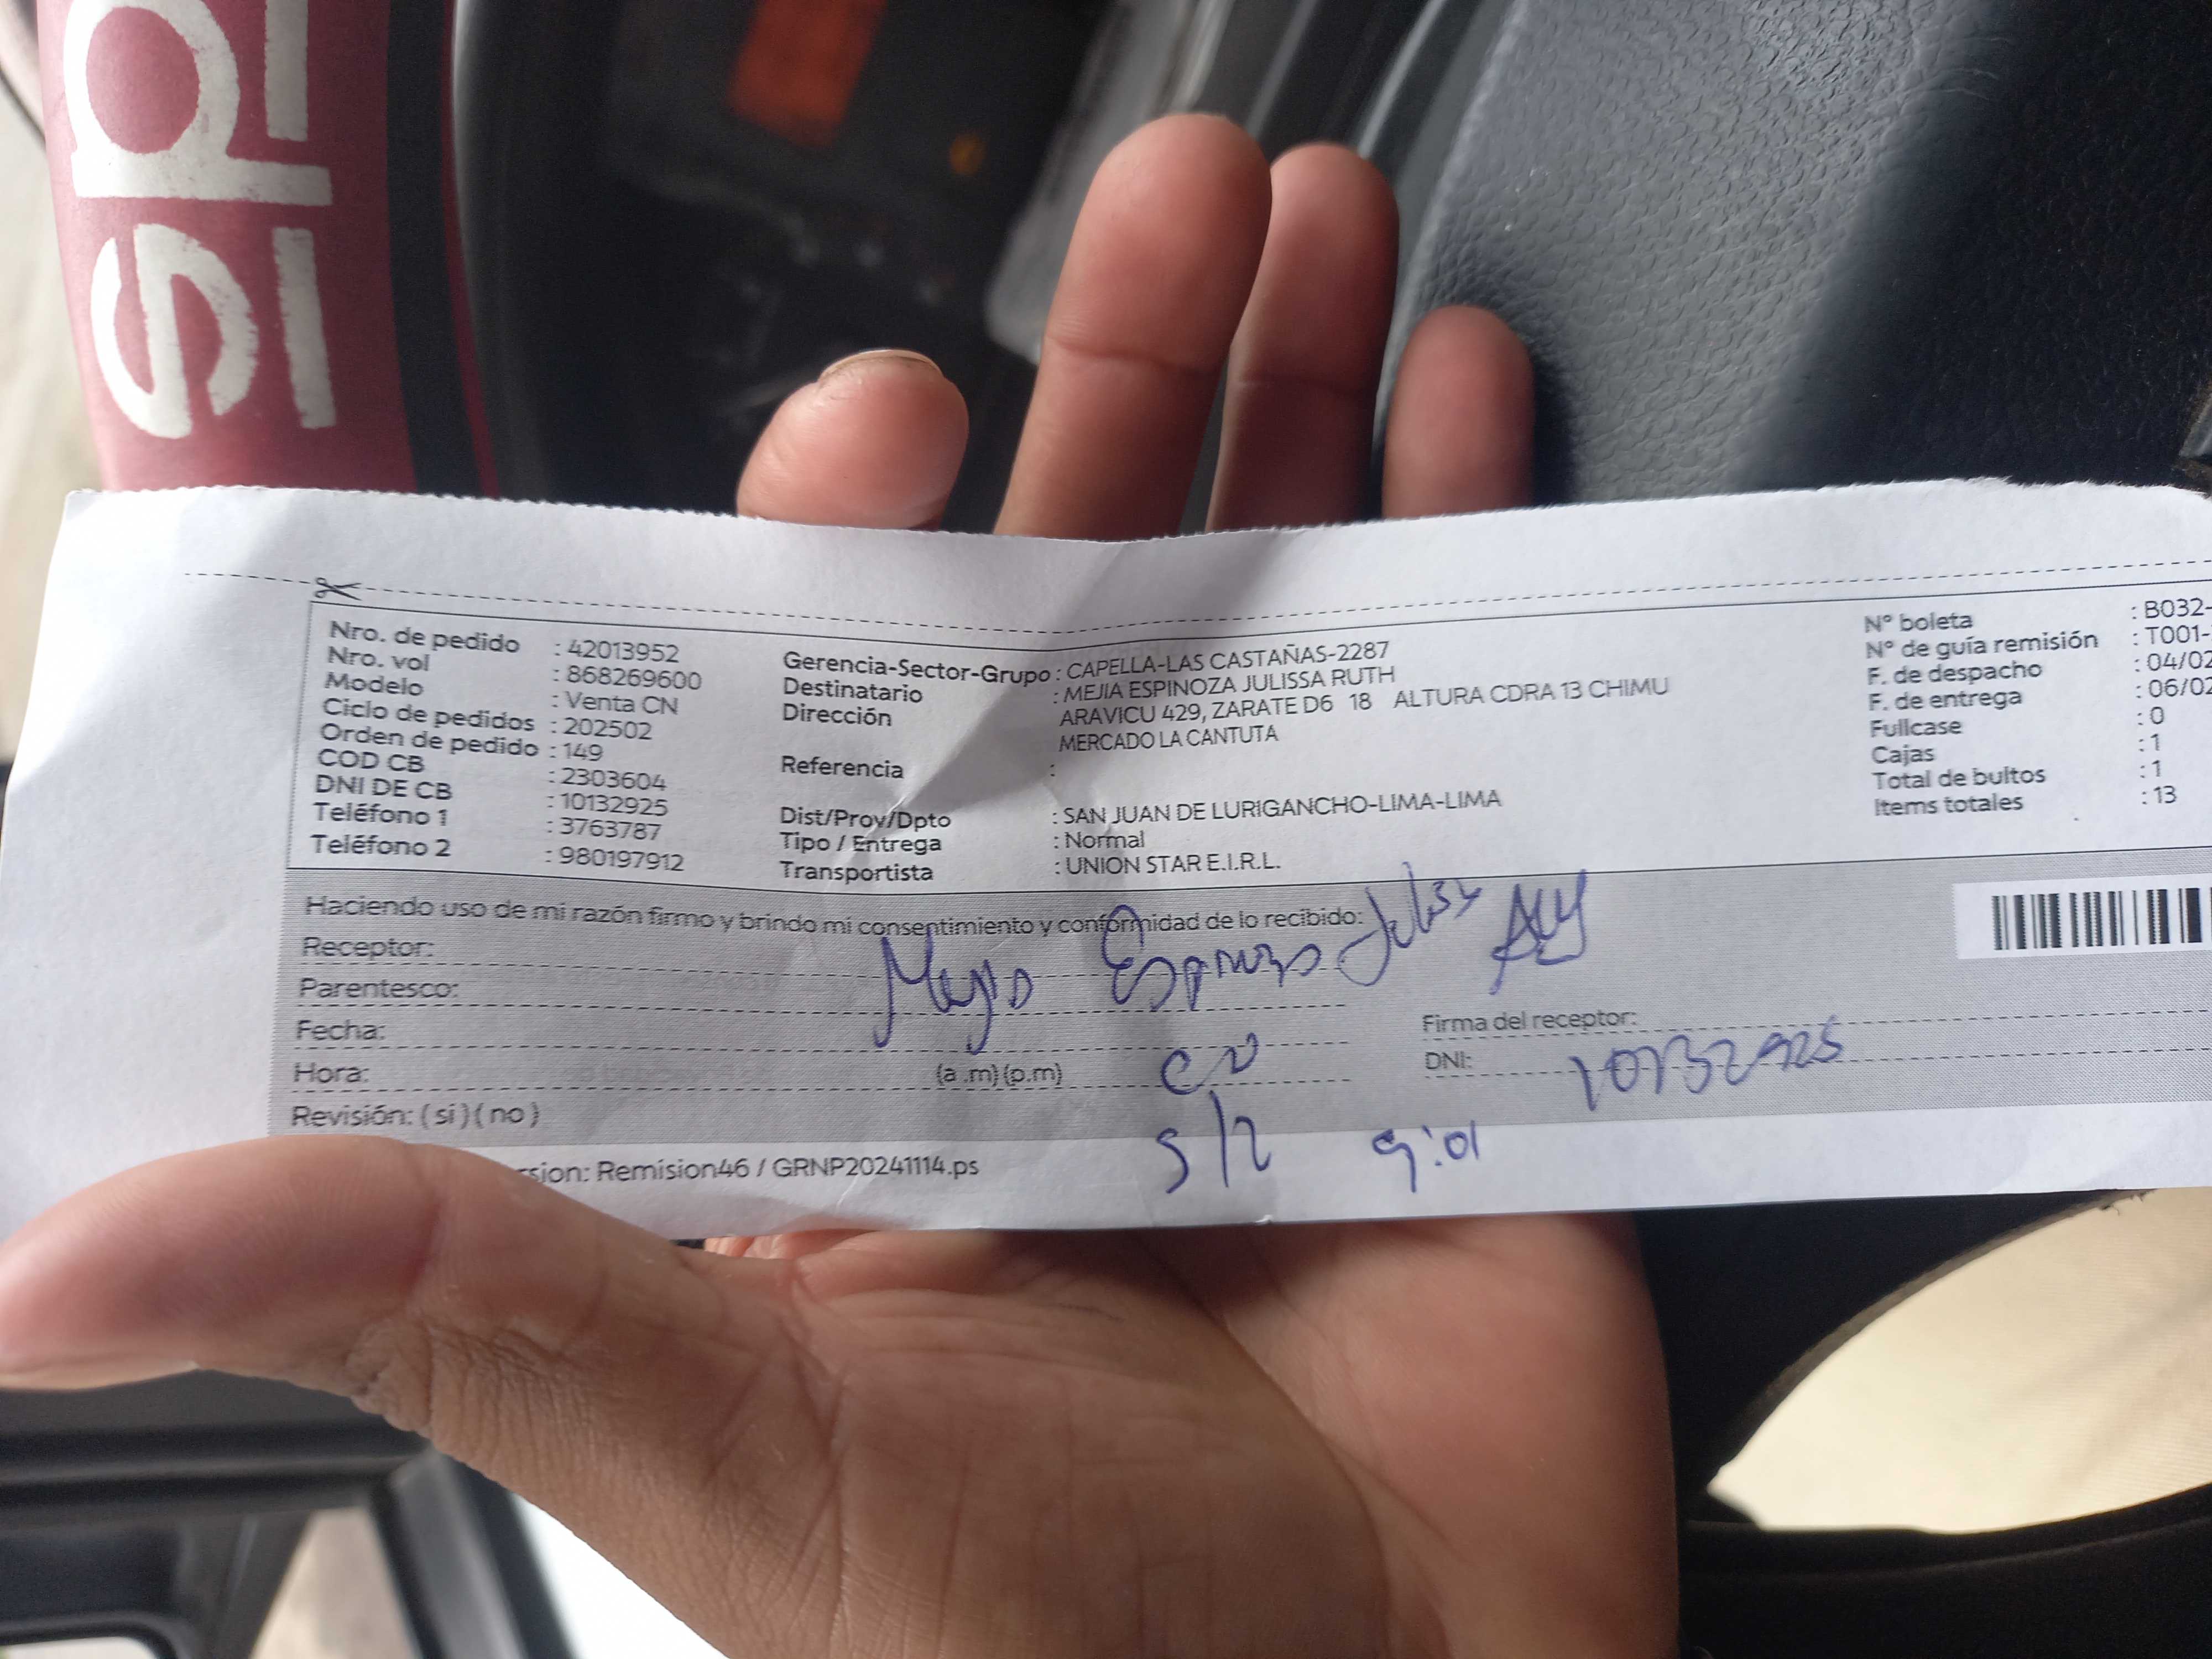 Nro. de pedido : 42013952
Nro. vol : 868269600
Modelo : Venta CN
Ciclo de pedidos : 202502
Orden de pedido : 149
COD CB : 2303604
DNI DE CB : 10132925
Teléfono 1 : 3763787
Teléfono 2 : 980197912
Gerencia-Sector-Grupo : CAPELLA-LAS CASTAÑAS-2287
Destinatario : MEJIA ESPINOZA JULISSA RUTH
Dirección : ARAVICU 429, ZARATE D6 18 ALTURA CDRA 13 CHIMU
MERCADO LA CANTUTA
Referencia :
Dist/Prov/Dpto : SAN JUAN DE LURIGANCHO-LIMA-LIMA
Tipo / Entrega : Normal
Transportista : UNION STAR E.I.R.L.
N° boleta : B032-
N° de guía remisión : T001-
F. de despacho : 04/02
F. de entrega : 06/02
Fullcase : 0
Cajas : 1
Total de bultos : 1
Items totales : 13
Haciendo uso de mi razón firmo y brindo mi consentimiento y conformidad de lo recibido:
Receptor: Mejia Espinoza Juliss
Parentesco:
Fecha:
Hora: (a .m) (p.m)
Revisión: ( si ) ( no )
Firma del receptor:
DNI: 10132925
5/2 9:01
sion: Remision46 / GRNP20241114.ps